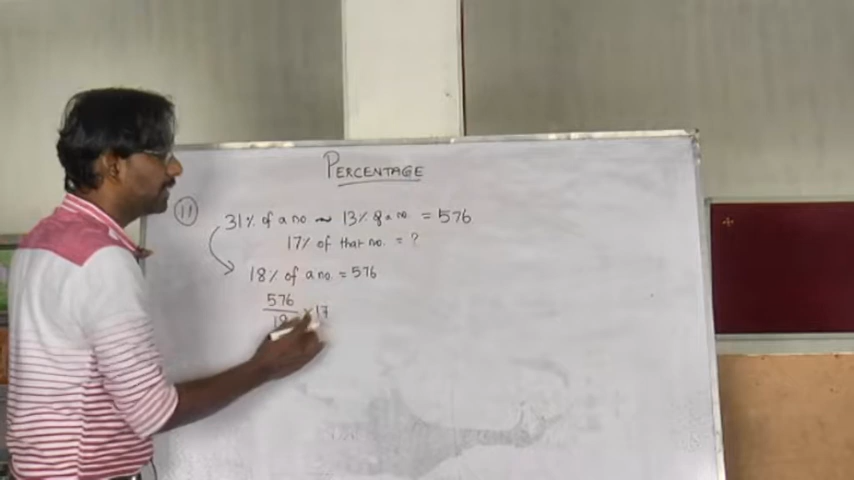 PERCENTAGE
11 31% of a no ~ 13% of a no. = 576
17% of that no. = ?
18% of a no. = 576
576
18 × 17